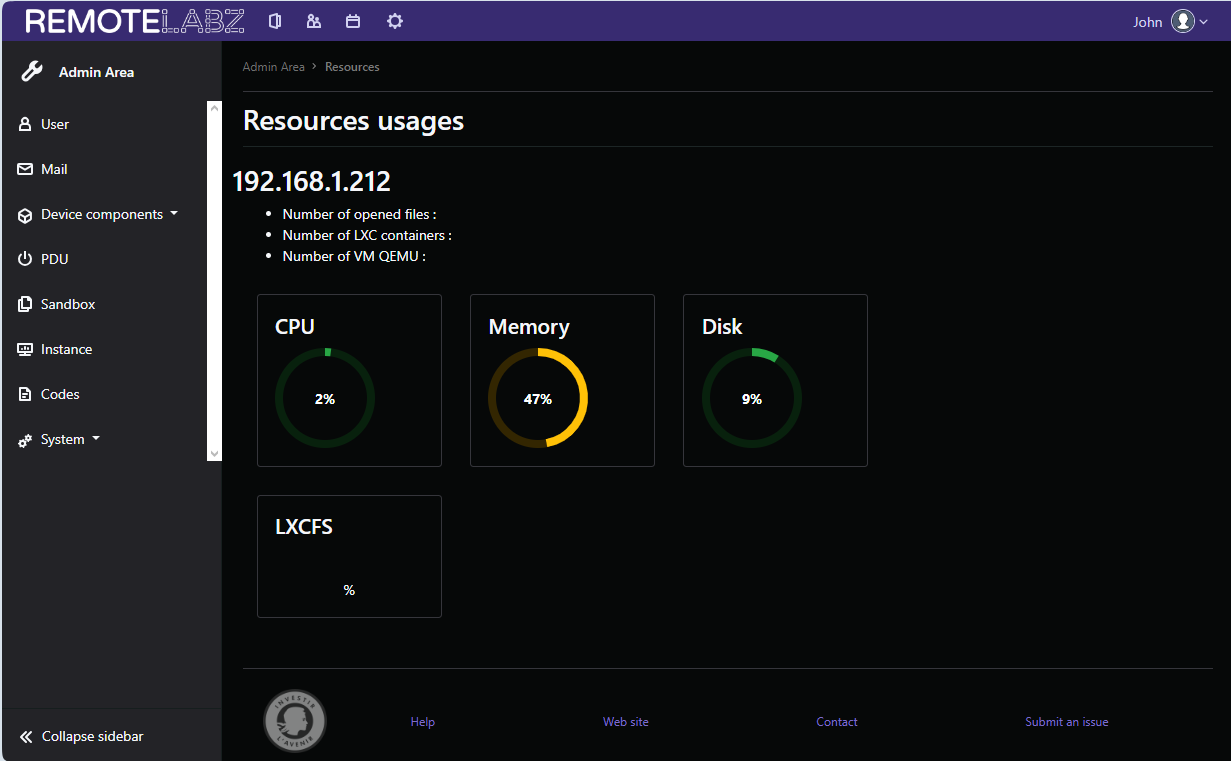 REMOTELABZ
John
Admin Area
User
Mail
Device components
PDU
Sandbox
Instance
Codes
System
Collapse sidebar
Admin Area > Resources
Resources usages
192.168.1.212
• Number of opened files :
• Number of LXC containers :
• Number of VM QEMU :
CPU
2%
Memory
47%
Disk
9%
LXCFS
%
INVESTIR
L'AVENIR
Help
Web site
Contact
Submit an issue